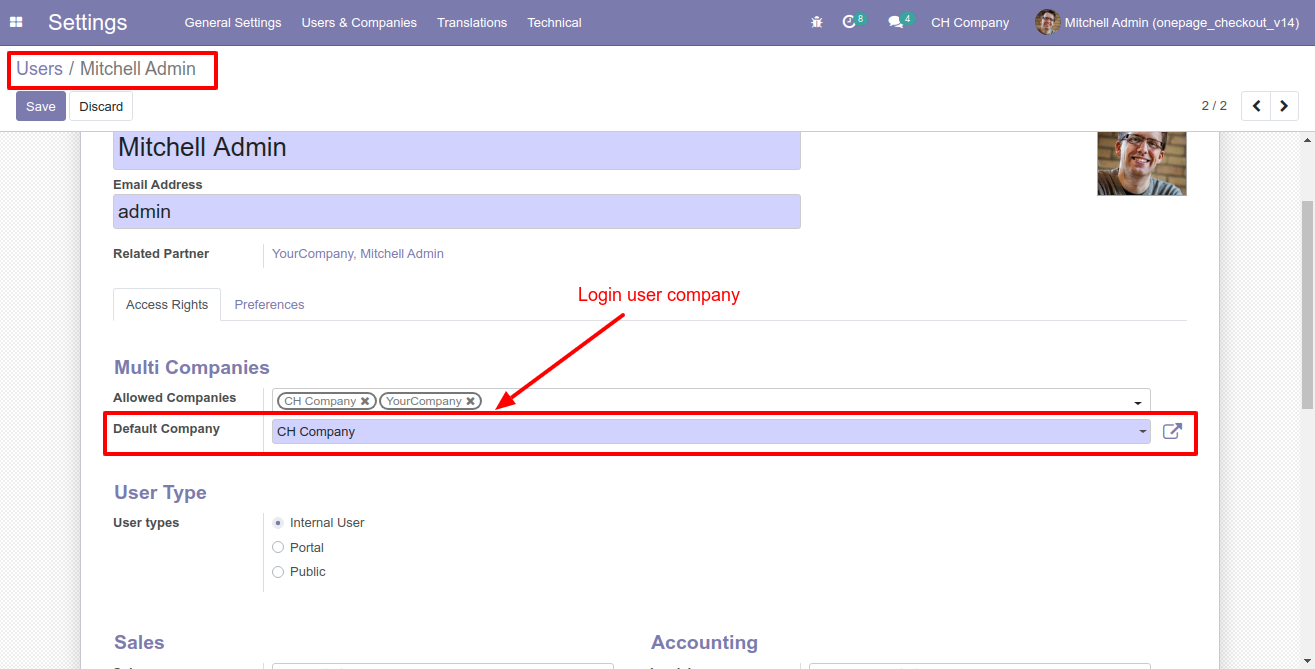 Settings General Settings Users & Companies Translations Technical 8 4 CH Company Mitchell Admin (onepage_checkout_v14)
Users / Mitchell Admin
Save Discard 2 / 2
Mitchell Admin
Email Address
admin
Related Partner YourCompany, Mitchell Admin
Login user company
Access Rights Preferences
Multi Companies
Allowed Companies CH Company ✖ YourCompany ✖
Default Company CH Company
User Type
User types Internal User
Portal
Public
Sales Accounting